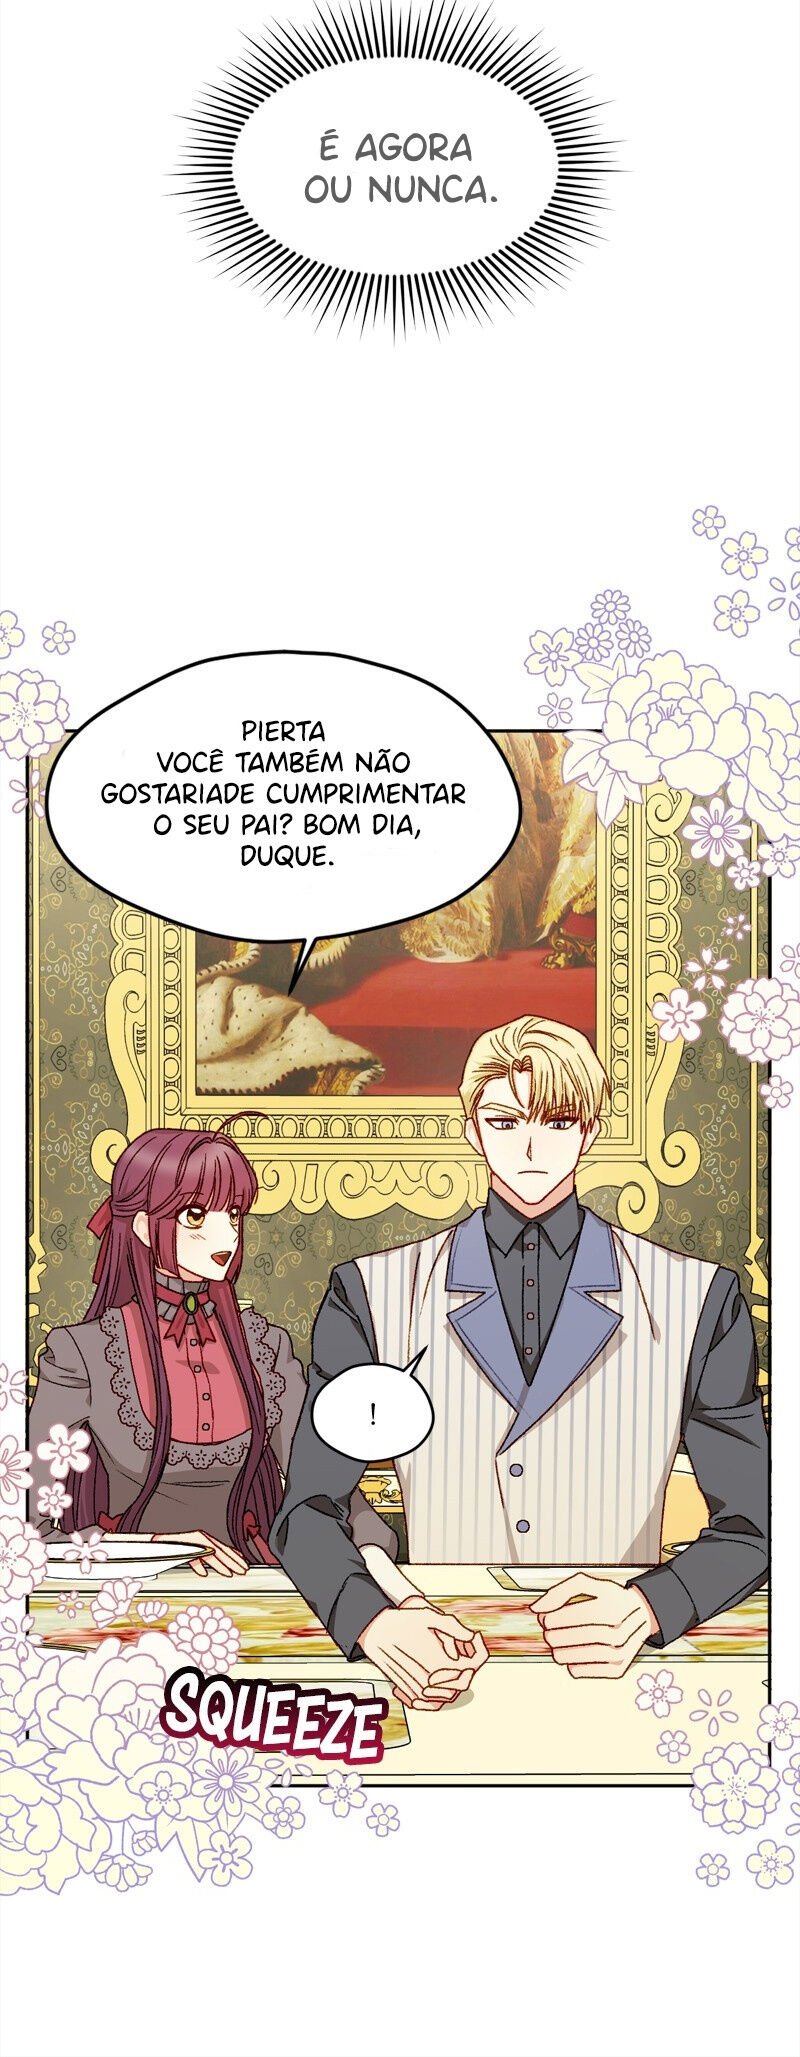 É AGORA
OU NUNCA.
PIERTA
VOCÊ TAMBÉM NÃO
GOSTARIADE CUMPRIMENTAR
O SEU PAI? BOM DIA,
DUQUE.
!
SQUEEZE